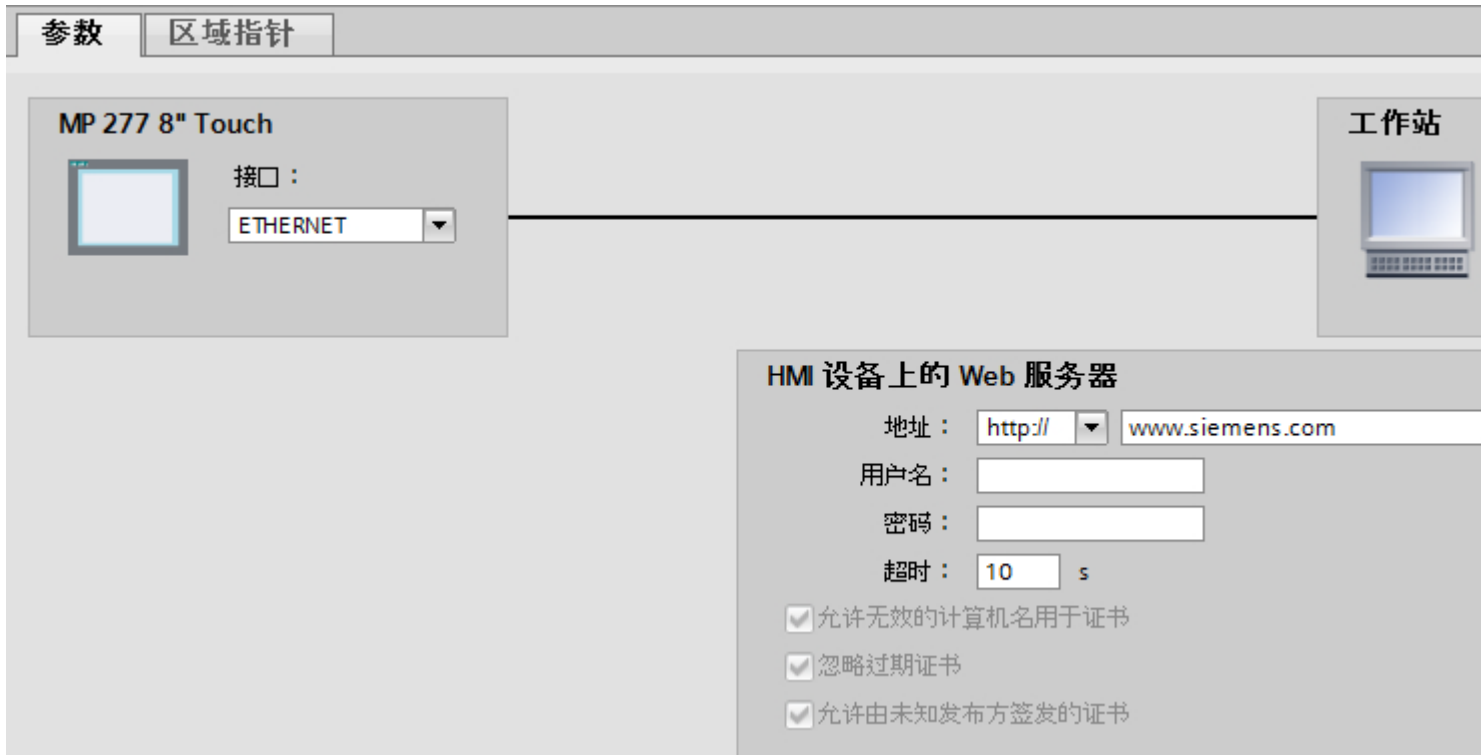 参数 区域指针
MP 277 8" Touch
接口：
ETHERNET
工作站
HMI 设备上的 Web 服务器
地址： http:// www.siemens.com
用户名：
密码：
超时： 10 s
允许无效的计算机名用于证书
忽略过期证书
允许由未知发布方签发的证书